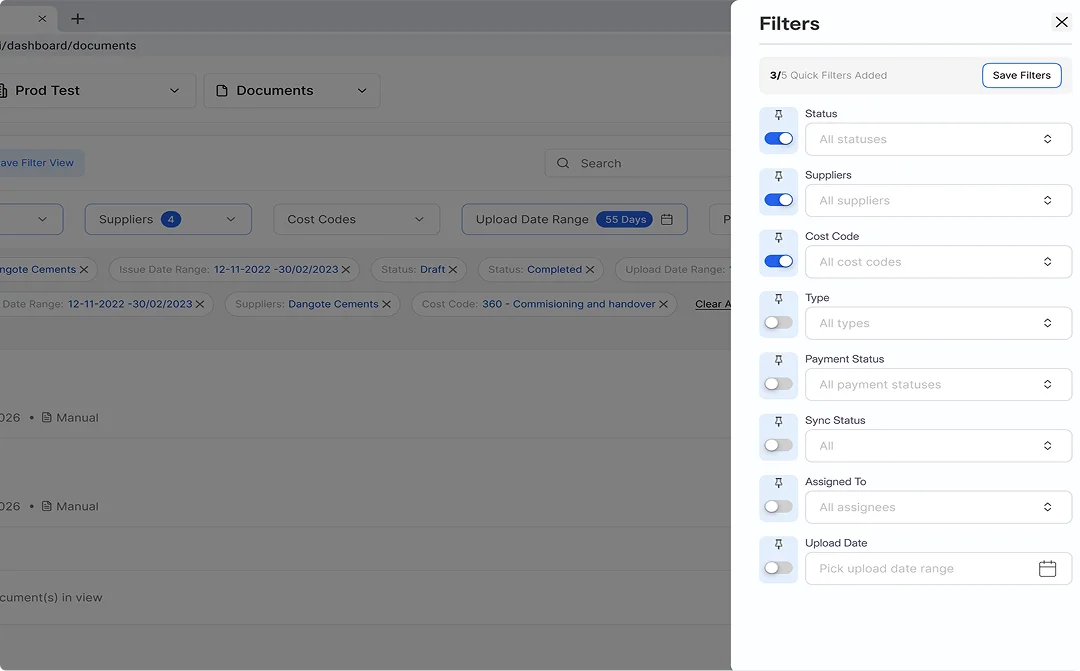 /dashboard/documents
Prod Test
Documents
ave Filter View
Search
Suppliers 4
Cost Codes
Upload Date Range 55 Days
P
ngote Cements
Issue Date Range: 12-11-2022 -30/02/2023
Status: Draft
Status: Completed
Upload Date Range:
Date Range: 12-11-2022 -30/02/2023
Suppliers: Dangote Cements
Cost Code: 360 - Commisioning and handover
Clear A
026 • Manual
026 • Manual
cument(s) in view
Filters
3/5 Quick Filters Added
Save Filters
Status
All statuses
Suppliers
All suppliers
Cost Code
All cost codes
Type
All types
Payment Status
All payment statuses
Sync Status
All
Assigned To
All assignees
Upload Date
Pick upload date range